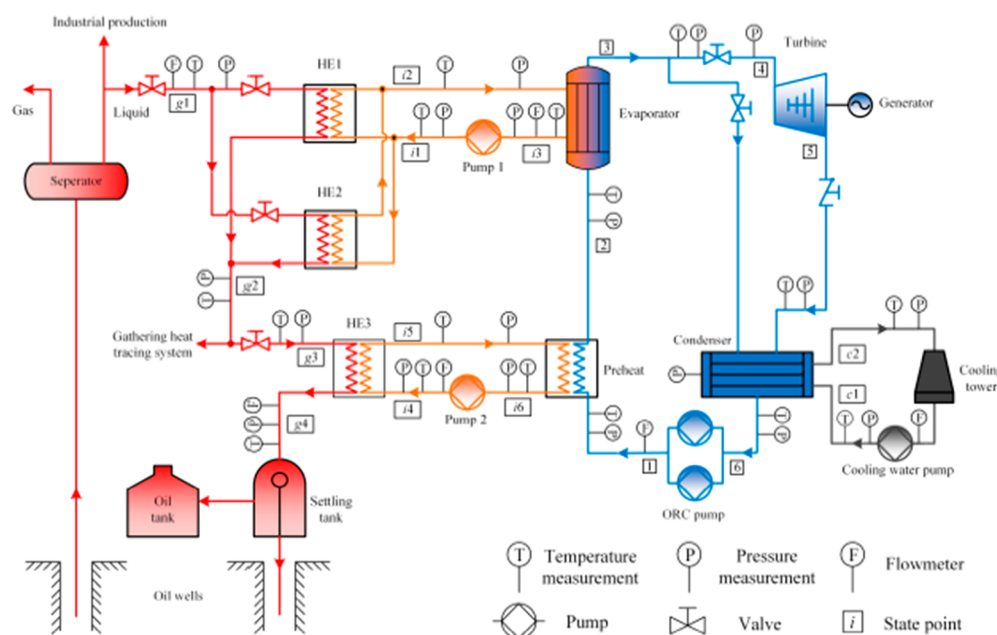 Industrial production
F T P
HE1
i2
T
P
3
T P
P
Turbine
4
Gas
Liquid
g1
Evaporator
Generator
T P
P F T
i1
i3
Pump 1
5
Seperator
HE2
T
P
2
P
T
g2
T P
T P
Gathering heat
tracing system
HE3
i5
T
P
Condenser
c2
g3
Preheat
P
Cooling
tower
P T F
P T
c1
i4
i6
Pump 2
T P
F
F
P
T
g4
T
P
F
T
P
1
6
Cooling water pump
Oil
tank
Settling
tank
ORC pump
T
Temperature
measurement
P
Pressure
measurement
F
Flowmeter
Oil wells
Pump
Valve
i
State point